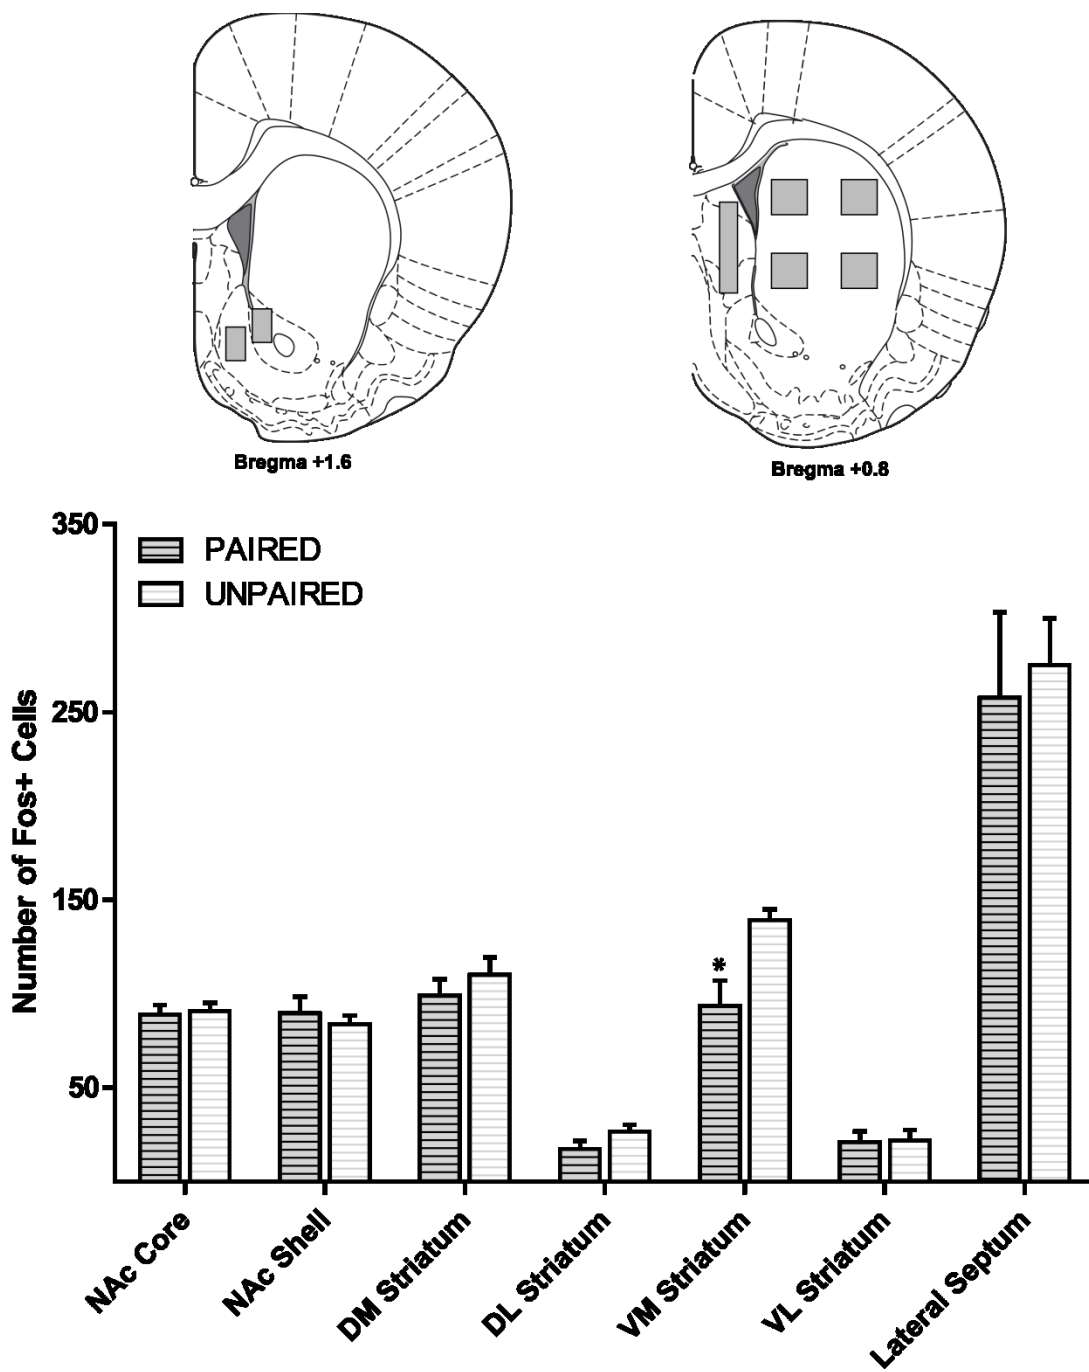 Bregma +1.6
Bregma +0.8
350
PAIRED
UNPAIRED
250
150
50
Number of Fos+ Cells
*
NAc Core
NAc Shell
DM Striatum
DL Striatum
VM Striatum
VL Striatum
Lateral Septum